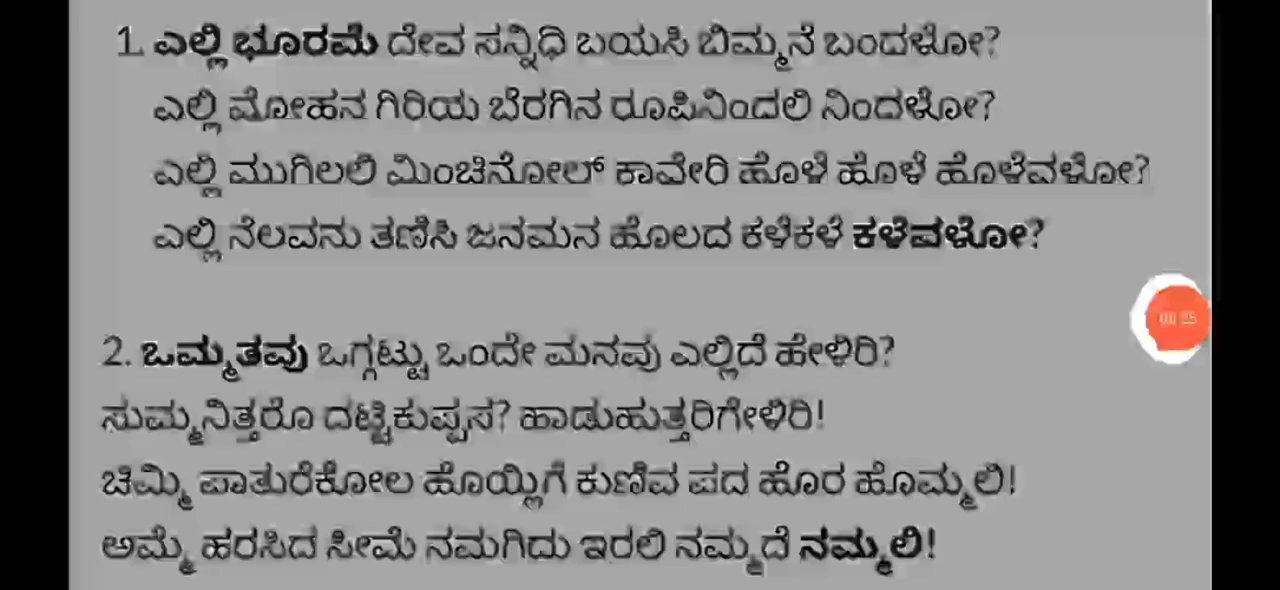 1. ಎಲ್ಲಿ ಭೂರಮೆ ದೇವ ಸನ್ನಿಧಿ ಬಯಸಿ ಬಿಮ್ಮನೆ ಬಂದಳೋ?
ಎಲ್ಲಿ ಮೋಹನ ಗಿರಿಯ ಬೆರಗಿನ ರೂಪಿನಿಂದಲಿ ನಿಂದಳೋ?
ಎಲ್ಲಿ ಮುಗಿಲಲಿ ಮಿಂಚಿನೋಲ್ ಕಾವೇರಿ ಹೊಳೆ ಹೊಳೆ ಹೊಳೆವಳೋ?
ಎಲ್ಲಿ ನೆಲವನು ತಣಿಸಿ ಜನಮನ ಹೊಲದ ಕಳೆಕಳೆ ಕಳೆವಳೋ?
2. ಒಮ್ಮತವು ಒಗ್ಗಟ್ಟು ಒಂದೇ ಮನವು ಎಲ್ಲಿದೆ ಹೇಳಿರಿ?
ಸುಮ್ಮನಿತ್ತರೊ ದಟ್ಟಿಕುಪ್ಪಸ? ಹಾಡುಹುತ್ತರಿಗೇಳಿರಿ!
ಚಿಮ್ಮಿ ಪಾತುರೆಕೋಲ ಹೊಯ್ಲಿಗೆ ಕುಣಿವ ಪದ ಹೊರ ಹೊಮ್ಮಲಿ!
ಅಮ್ಮೆ ಹರಸಿದ ಸೀಮೆ ನಮಗಿದು ಇರಲಿ ನಮ್ಮದೆ ನಮ್ಮಲಿ!